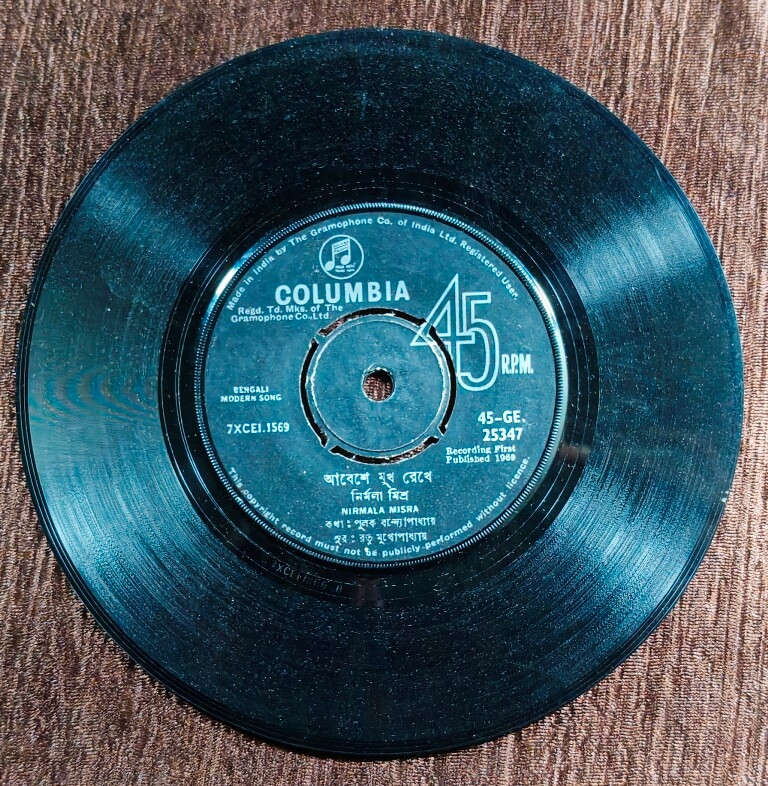 Made in India by The Gramophone Co. of India Ltd. Registered User.
COLUMBIA
Regd. Td. Mks. of The
Gramophone Co. Ltd.
45 R.P.M.
BENGALI
MODERN SONG
7XCEI.1569
45-GE.
25347
Recording First
Published 1969
আবেশে মুখ রেখে
নির্মলা মিশ্র
NIRMALA MISRA
কথা : পুলক বন্দ্যোপাধ্যায়
সুর : রতু মুখোপাধ্যায়
This copyright record must not be publicly performed without licence.